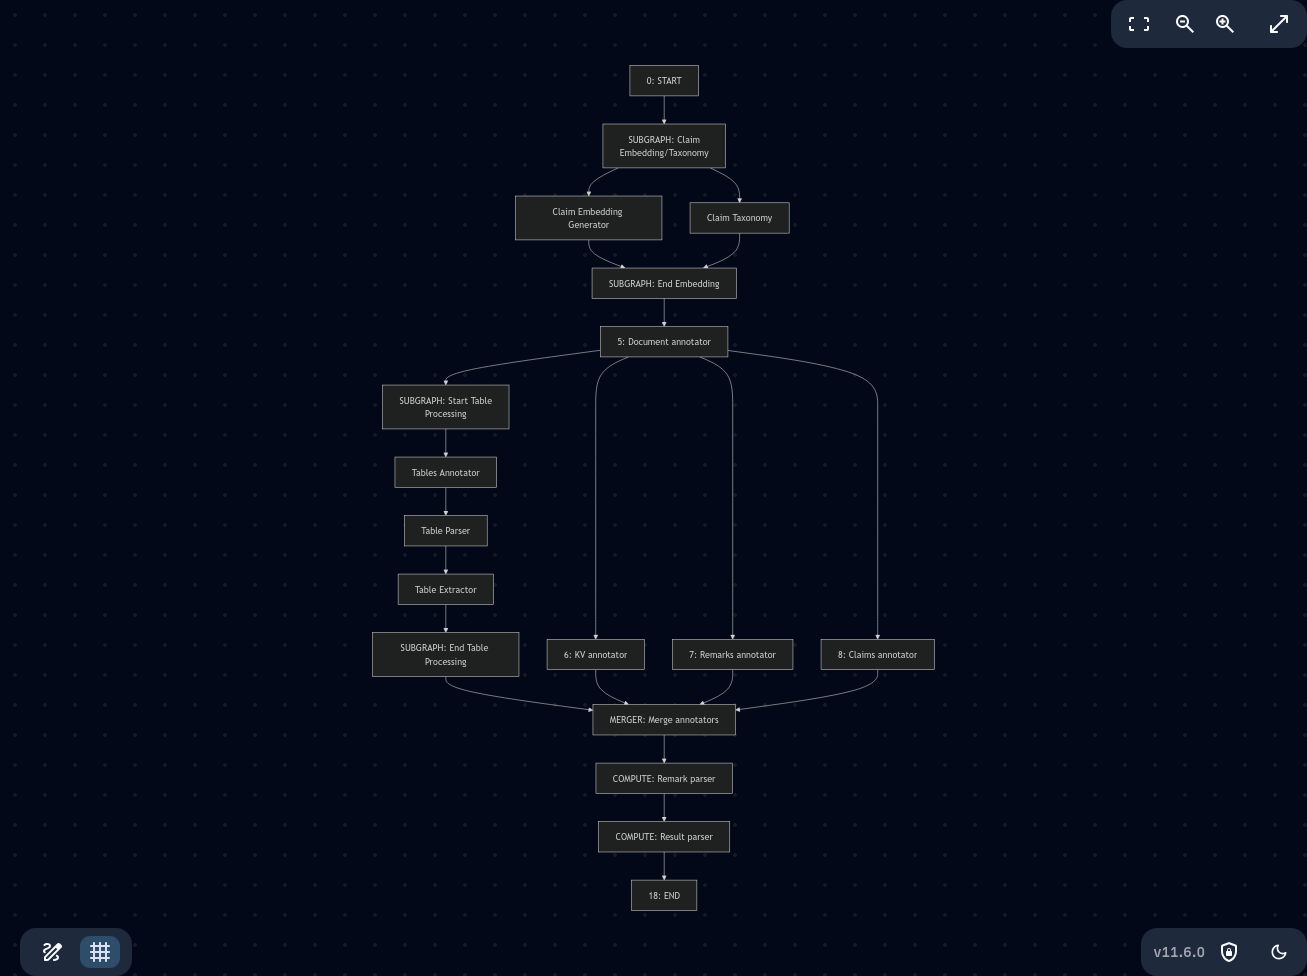 0: START
SUBGRAPH: Claim
Embedding/Taxonomy
Claim Embedding
Generator
Claim Taxonomy
SUBGRAPH: End Embedding
5: Document annotator
SUBGRAPH: Start Table
Processing
Tables Annotator
Table Parser
Table Extractor
SUBGRAPH: End Table
Processing
6: KV annotator
7: Remarks annotator
8: Claims annotator
MERGER: Merge annotators
COMPUTE: Remark parser
COMPUTE: Result parser
18: END
v11.6.0